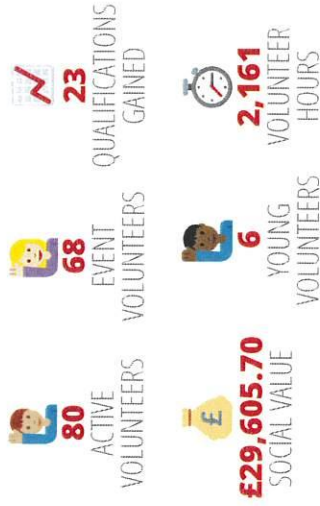 80
ACTIVE
VOLUNTEERS
68
EVENT
VOLUNTEERS
23
QUALIFICATIONS
GAINED
£
£29,605.70
SOCIAL VALUE
6
YOUNG
VOLUNTEERS
2,161
VOLUNTEER
HOURS